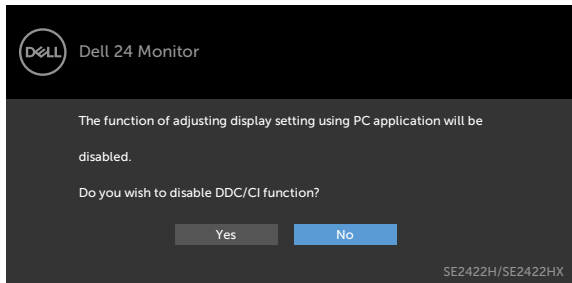 DELL
Dell 24 Monitor
The function of adjusting display setting using PC application will be
disabled.
Do you wish to disable DDC/CI function?
Yes
No
SE2422H/SE2422HX